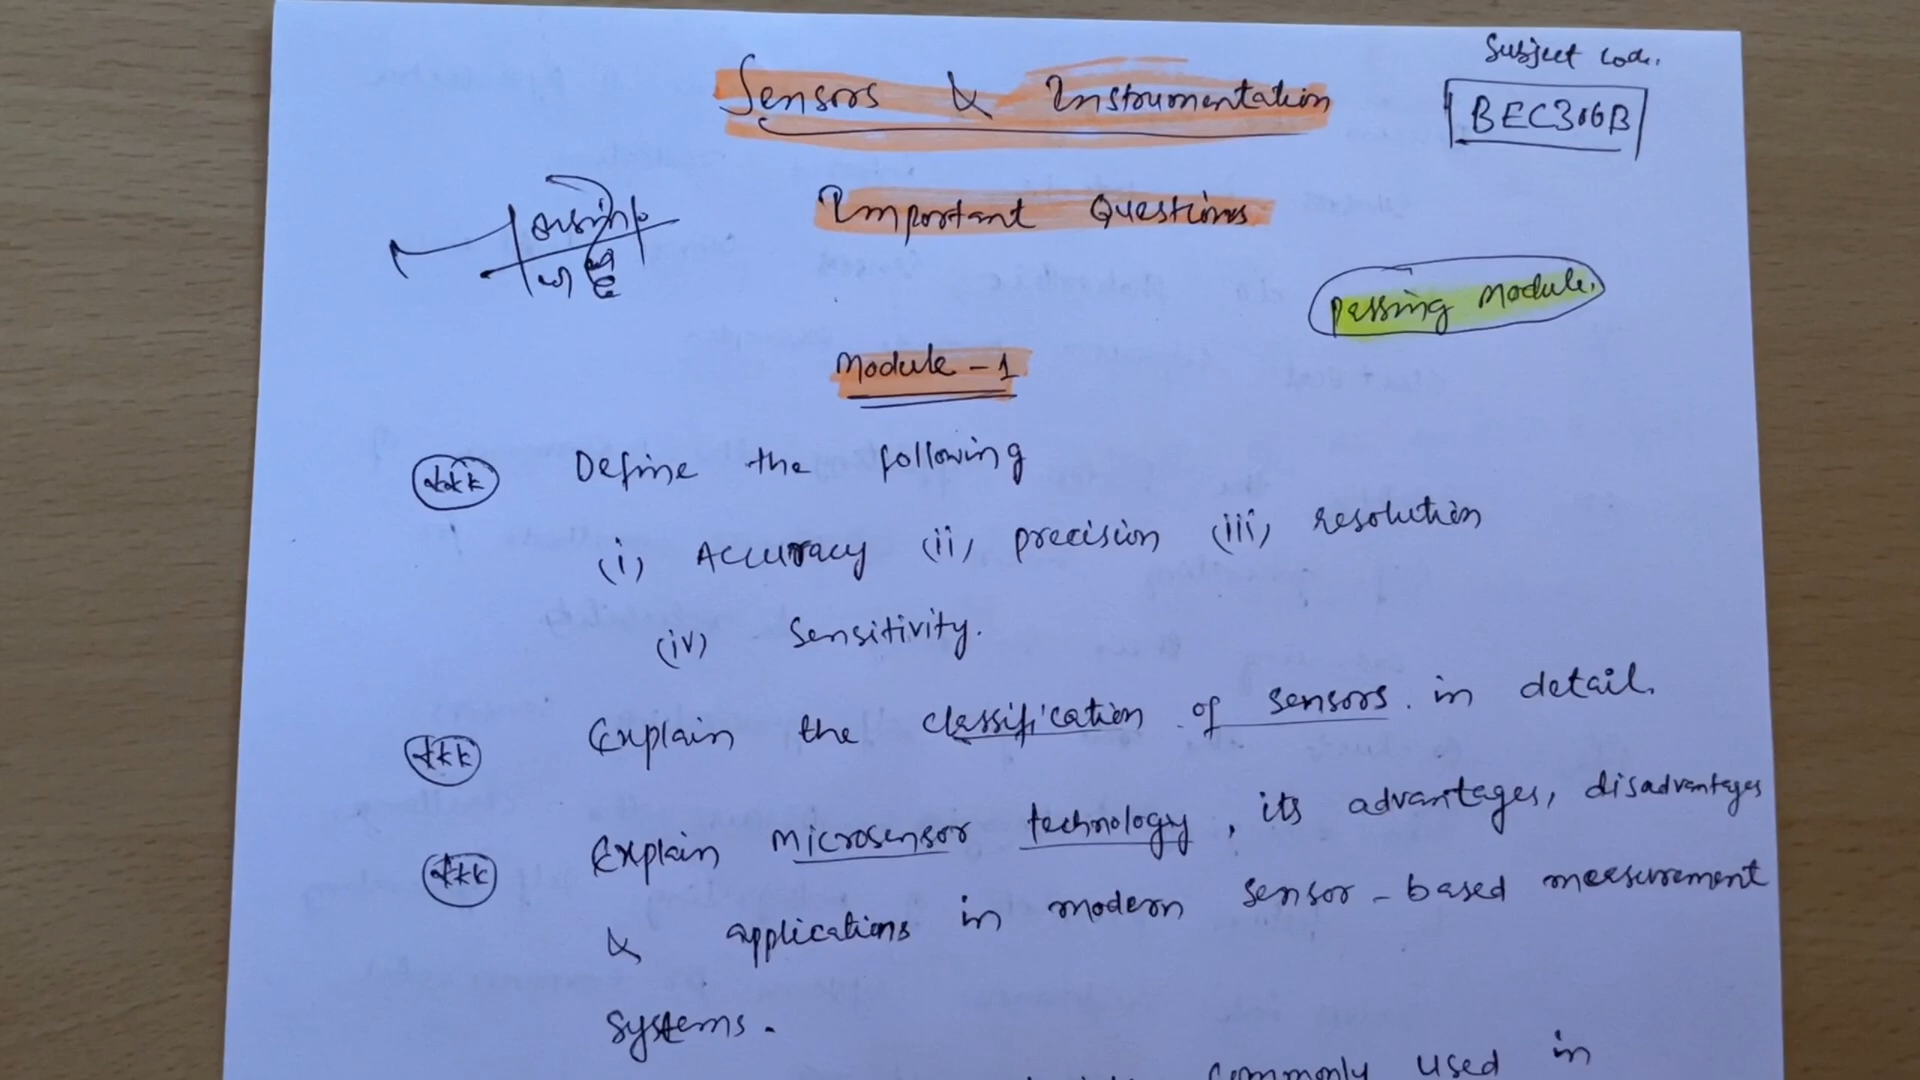 Subject code.
Sensors & Instrumentation
BEC306B
Important Questions
passing module.
Module - 1
*** Define the following
(i) Accuracy (ii) precision (iii) resolution
(iv) Sensitivity.
*** Explain the classification of sensors in detail.
*** Explain microsensor technology, its advantages, disadvantages
& applications in modern sensor-based measurement
systems.
commonly used in